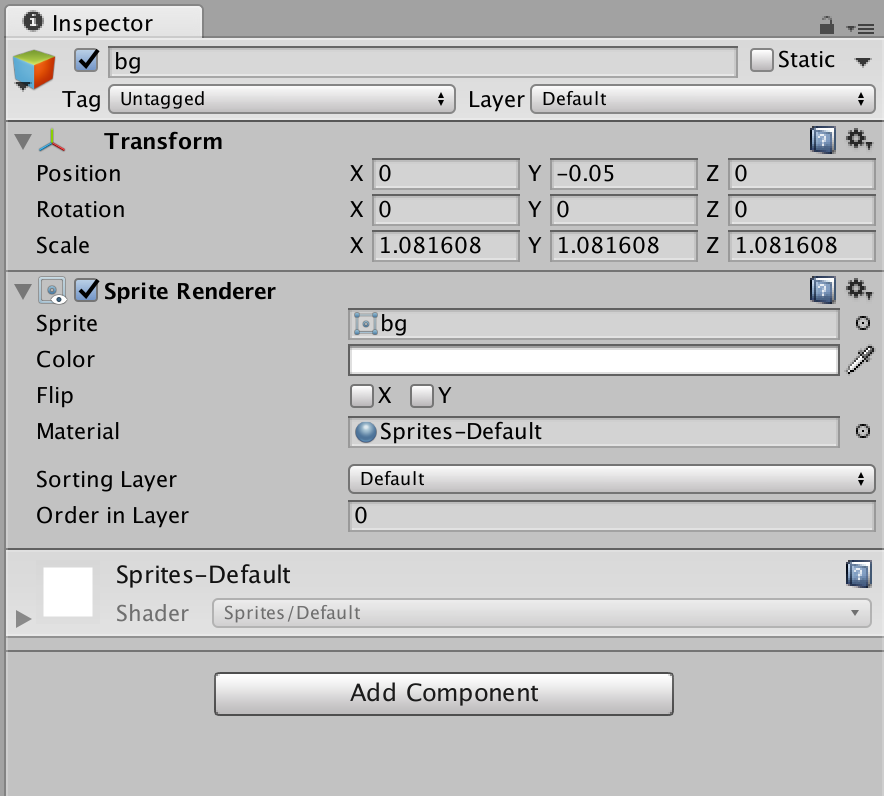 Inspector
bg Static
Tag Untagged Layer Default
Transform
Position X 0 Y -0.05 Z 0
Rotation X 0 Y 0 Z 0
Scale X 1.081608 Y 1.081608 Z 1.081608
Sprite Renderer
Sprite bg
Color
Flip X Y
Material Sprites-Default
Sorting Layer Default
Order in Layer 0
Sprites-Default
Shader Sprites/Default
Add Component